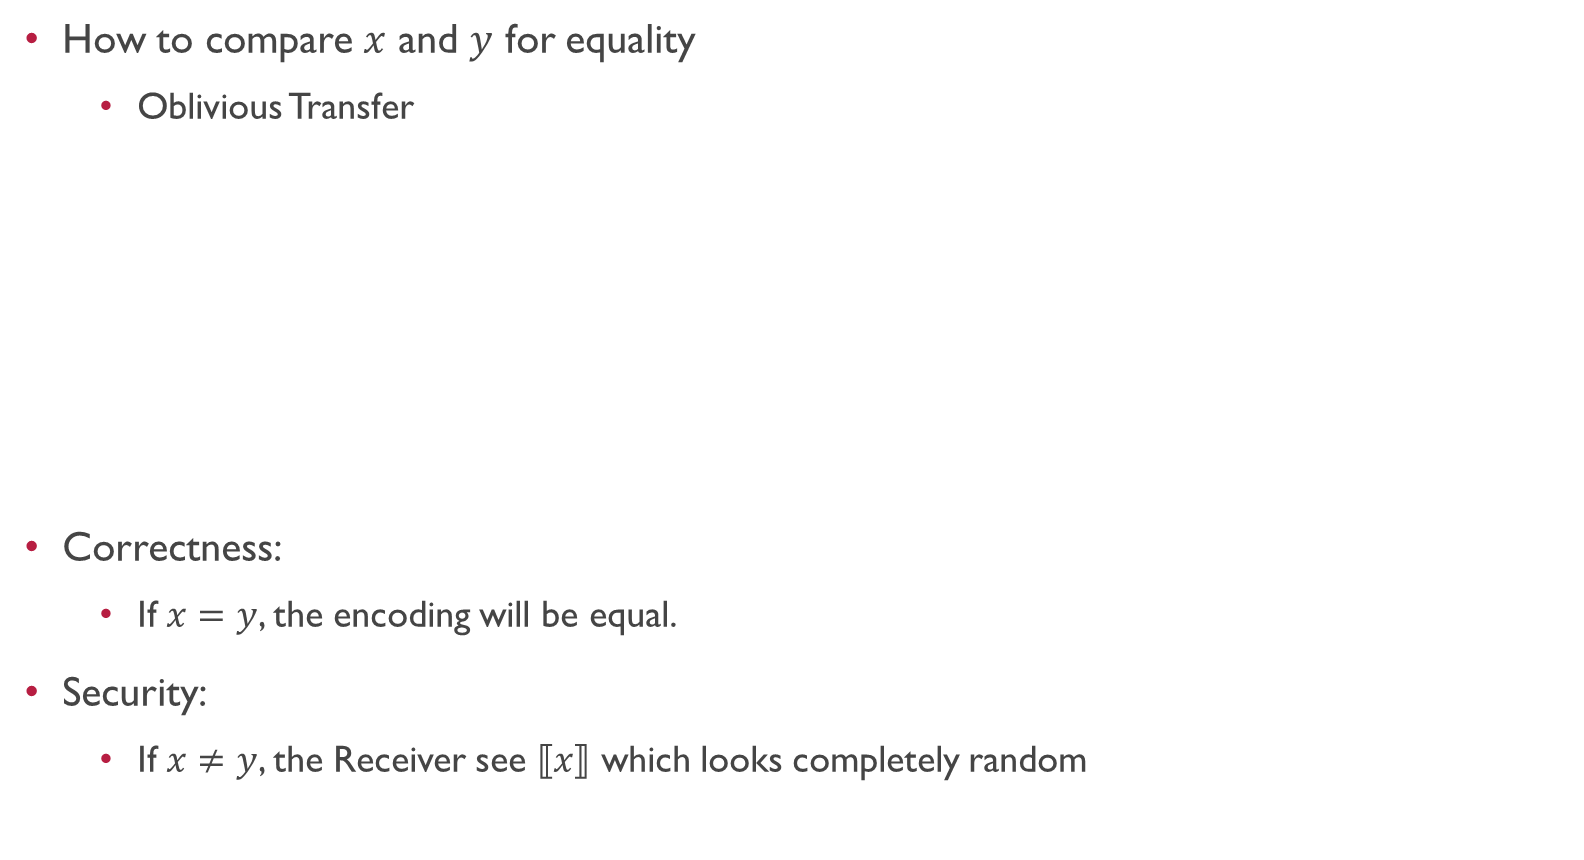 • How to compare 𝑥 and 𝑦 for equality
• Oblivious Transfer
• Correctness:
• If 𝑥 = 𝑦, the encoding will be equal.
• Security:
• If 𝑥 ≠ 𝑦, the Receiver see ⟦𝑥⟧ which looks completely random